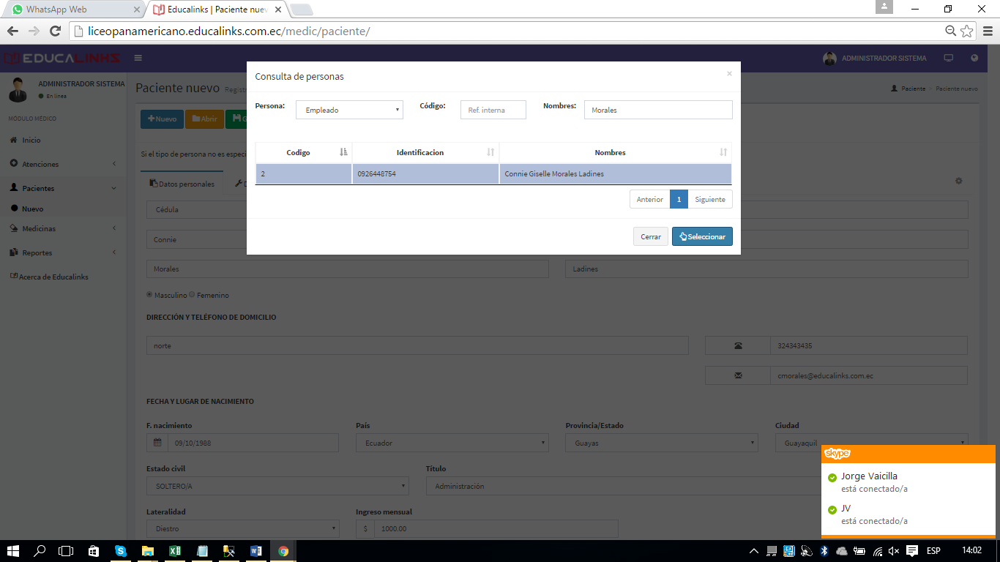 WhatsApp Web
Educalinks | Paciente nuev
liceopanamericano.educalinks.com.ec/medic/paciente/
EDUCALINKS
ADMINISTRADOR SISTEMA
ADMINISTRADOR SISTEMA
En línea
MÓDULO MÉDICO
Inicio
Atenciones
Pacientes
Nuevo
Medicinas
Reportes
Acerca de Educalinks
Paciente nuevo Registr
Paciente > Paciente nuevo
Nuevo Abrir G
Si el tipo de persona no es especi
Datos personales D
Consulta de personas ×
Persona: Empleado Código: Ref. interna Nombres: Morales
Codigo Identificacion Nombres
2 0926448754 Connie Giselle Morales Ladines
Anterior 1 Siguiente
Cerrar Seleccionar
Cédula
Connie
Morales Ladines
Masculino Femenino
DIRECCIÓN Y TELÉFONO DE DOMICILIO
norte 324343435
cmorales@educalinks.com.ec
FECHA Y LUGAR DE NACIMIENTO
F. nacimiento País Provincia/Estado Ciudad
09/10/1988 Ecuador Guayas Guayaquil
Estado civil Título
SOLTERO/A Administración
Lateralidad Ingreso mensual
Diestro $ 1000.00
skype
Jorge Vaicilla
está conectado/a
JV
está conectado/a
ESP 14:02